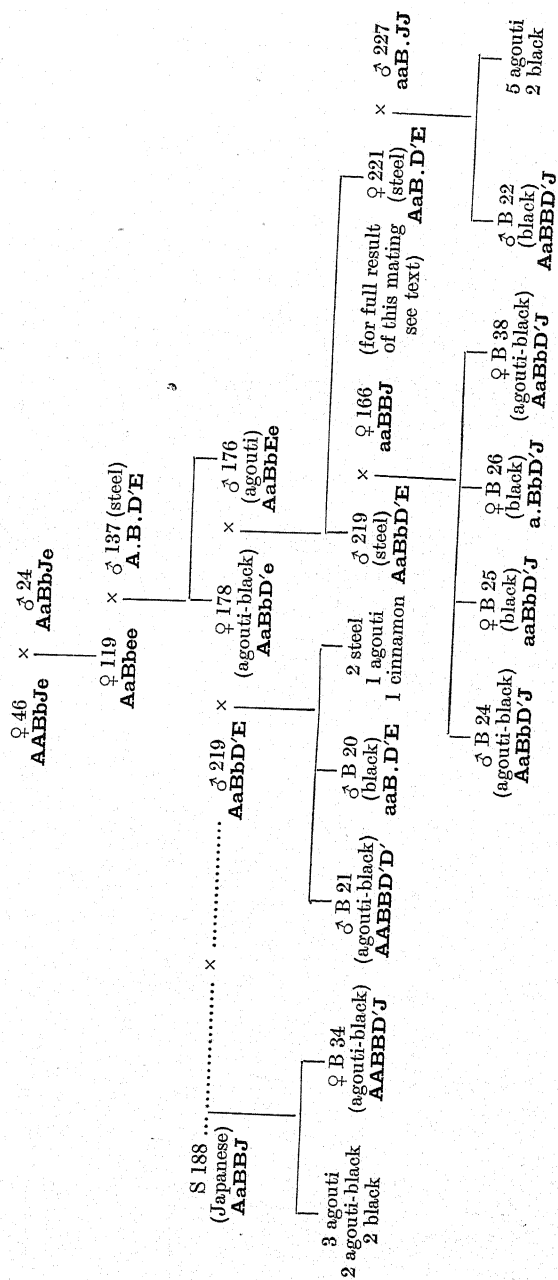 ♀ 46
AABbJe
×
♂ 24
AaBbJe
♀ 119
AaBbee
×
♂ 137 (steel)
A.B.D′E
S 188
(Japanese)
AaBBJ
×
♂ 219
AaBbD′E
×
♀ 178
(agouti-black)
AaBbD′e
×
♂ 176
(agouti)
AaBbEe
3 agouti
2 agouti-black
2 black
♀ B 34
(agouti-black)
AABBD′J
♂ B 21
(agouti-black)
AABBD′D′
♂ B 20
(black)
aaB.D′E
2 steel
1 agouti
1 cinnamon
♂ 219
(steel)
AaBbD′E
×
♀ 166
aaBBJ
(for full result
of this mating
see text)
♀ 221
(steel)
AaB.D′E
×
♂ 227
aaB.JJ
♂ B 24
(agouti-black)
AaBbD′J
♀ B 25
(black)
aaBbD′J
♀ B 26
(black)
a.BbD′J
♀ B 38
(agouti-black)
AaBbD′J
♂ B 22
(black)
AaBBD′J
5 agouti
2 black